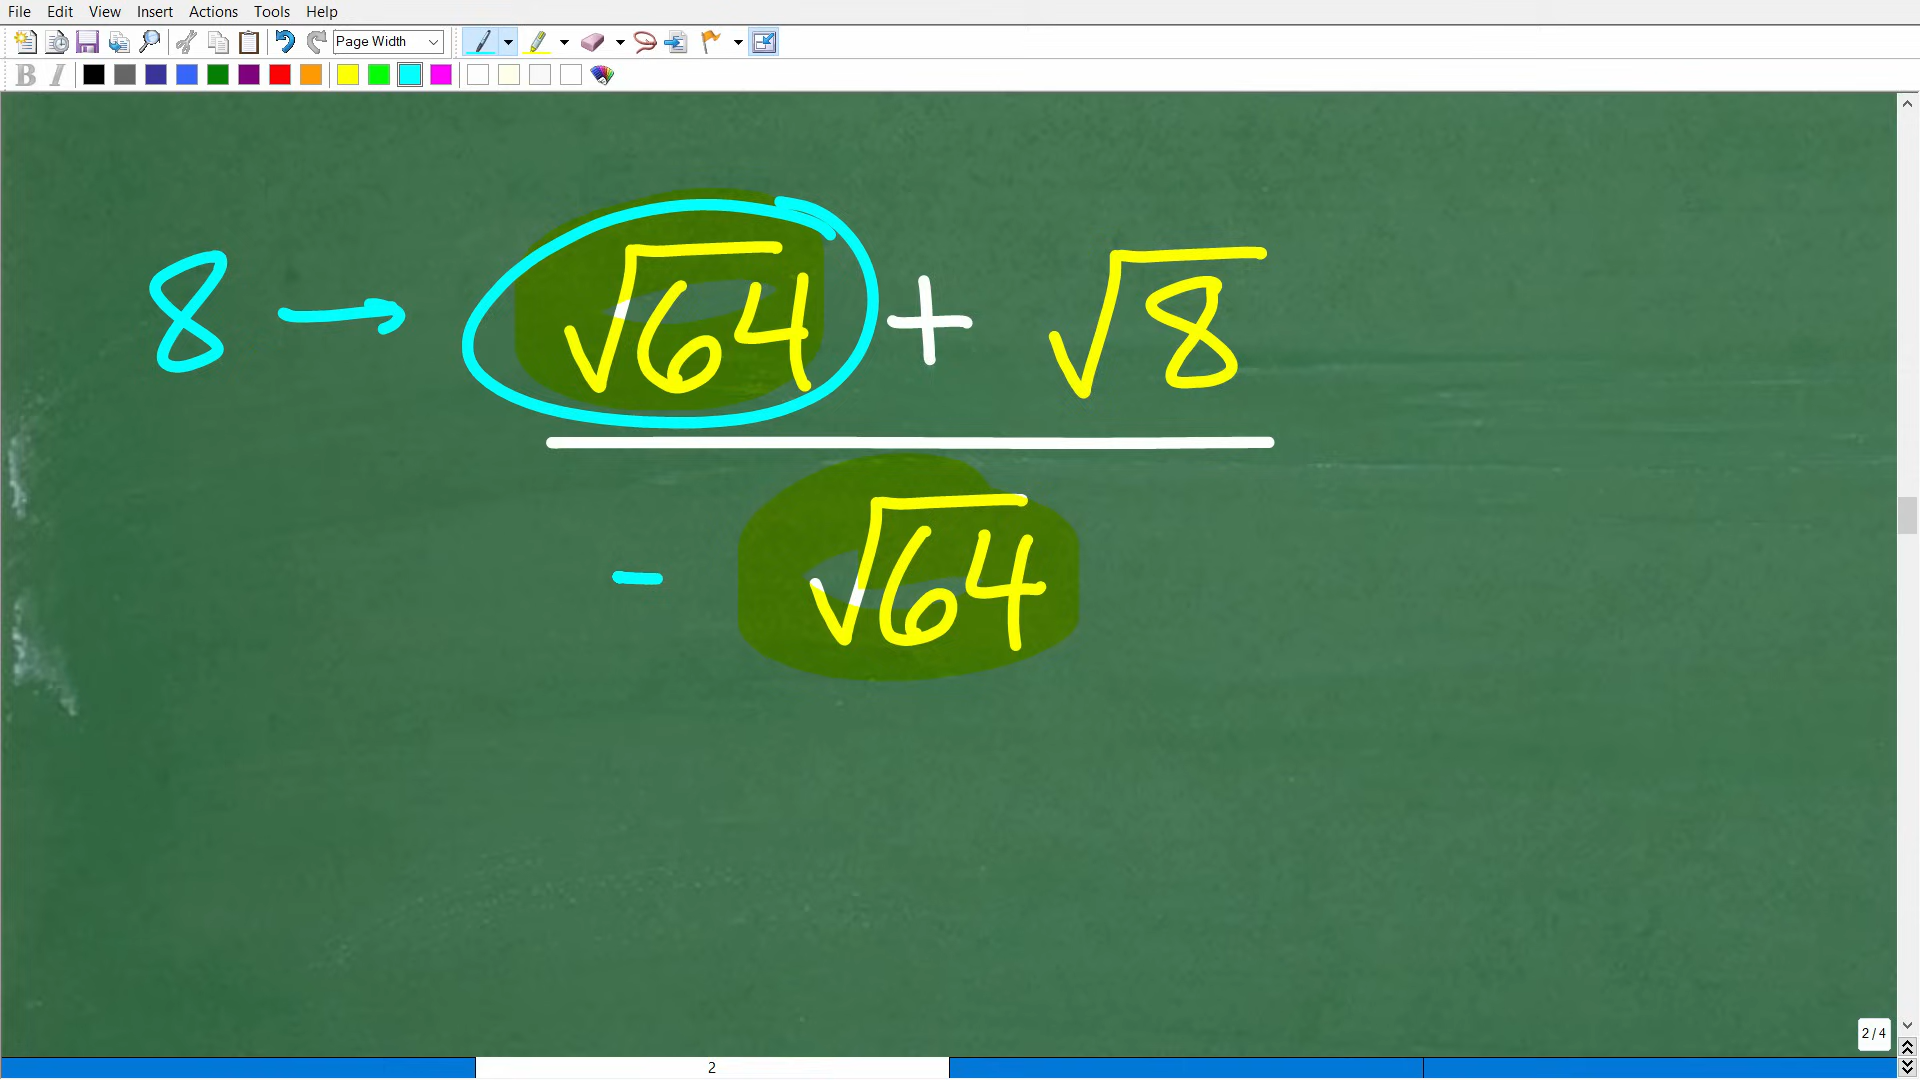 File Edit View Insert Actions Tools Help
Page Width
B I
8 → √64 + √8
- √64
2 / 4
2